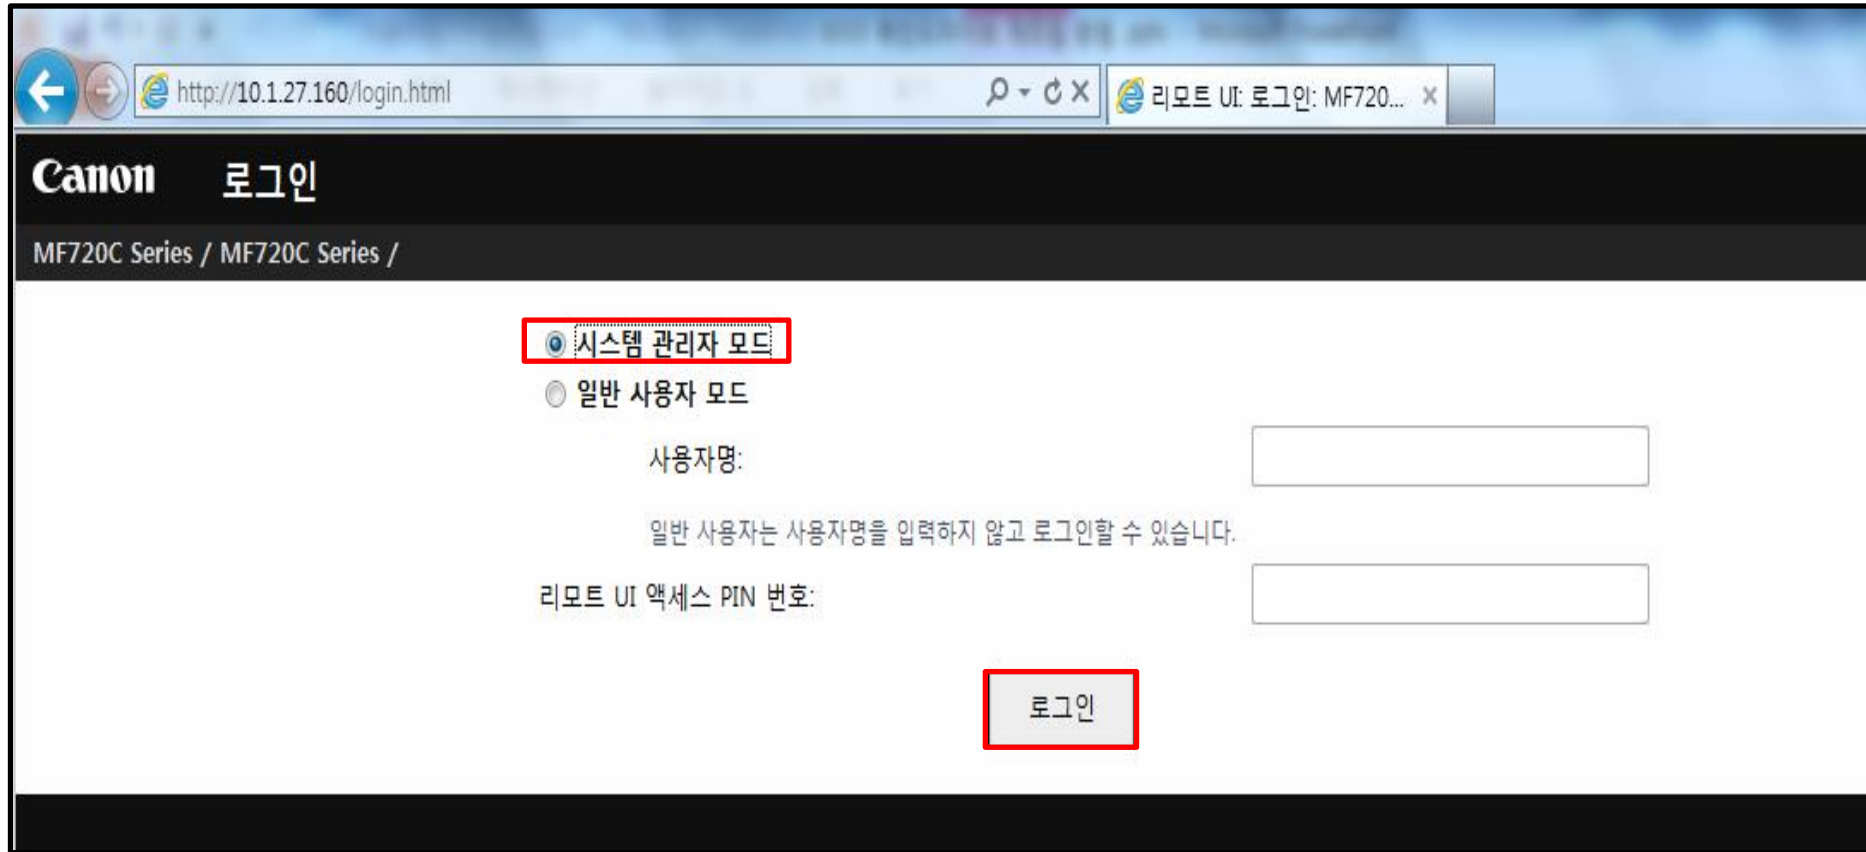 http://10.1.27.160/login.html
리모트 UI: 로그인: MF720...
Canon 로그인
MF720C Series / MF720C Series /
시스템 관리자 모드
일반 사용자 모드
사용자명:
일반 사용자는 사용자명을 입력하지 않고 로그인할 수 있습니다.
리모트 UI 액세스 PIN 번호:
로그인